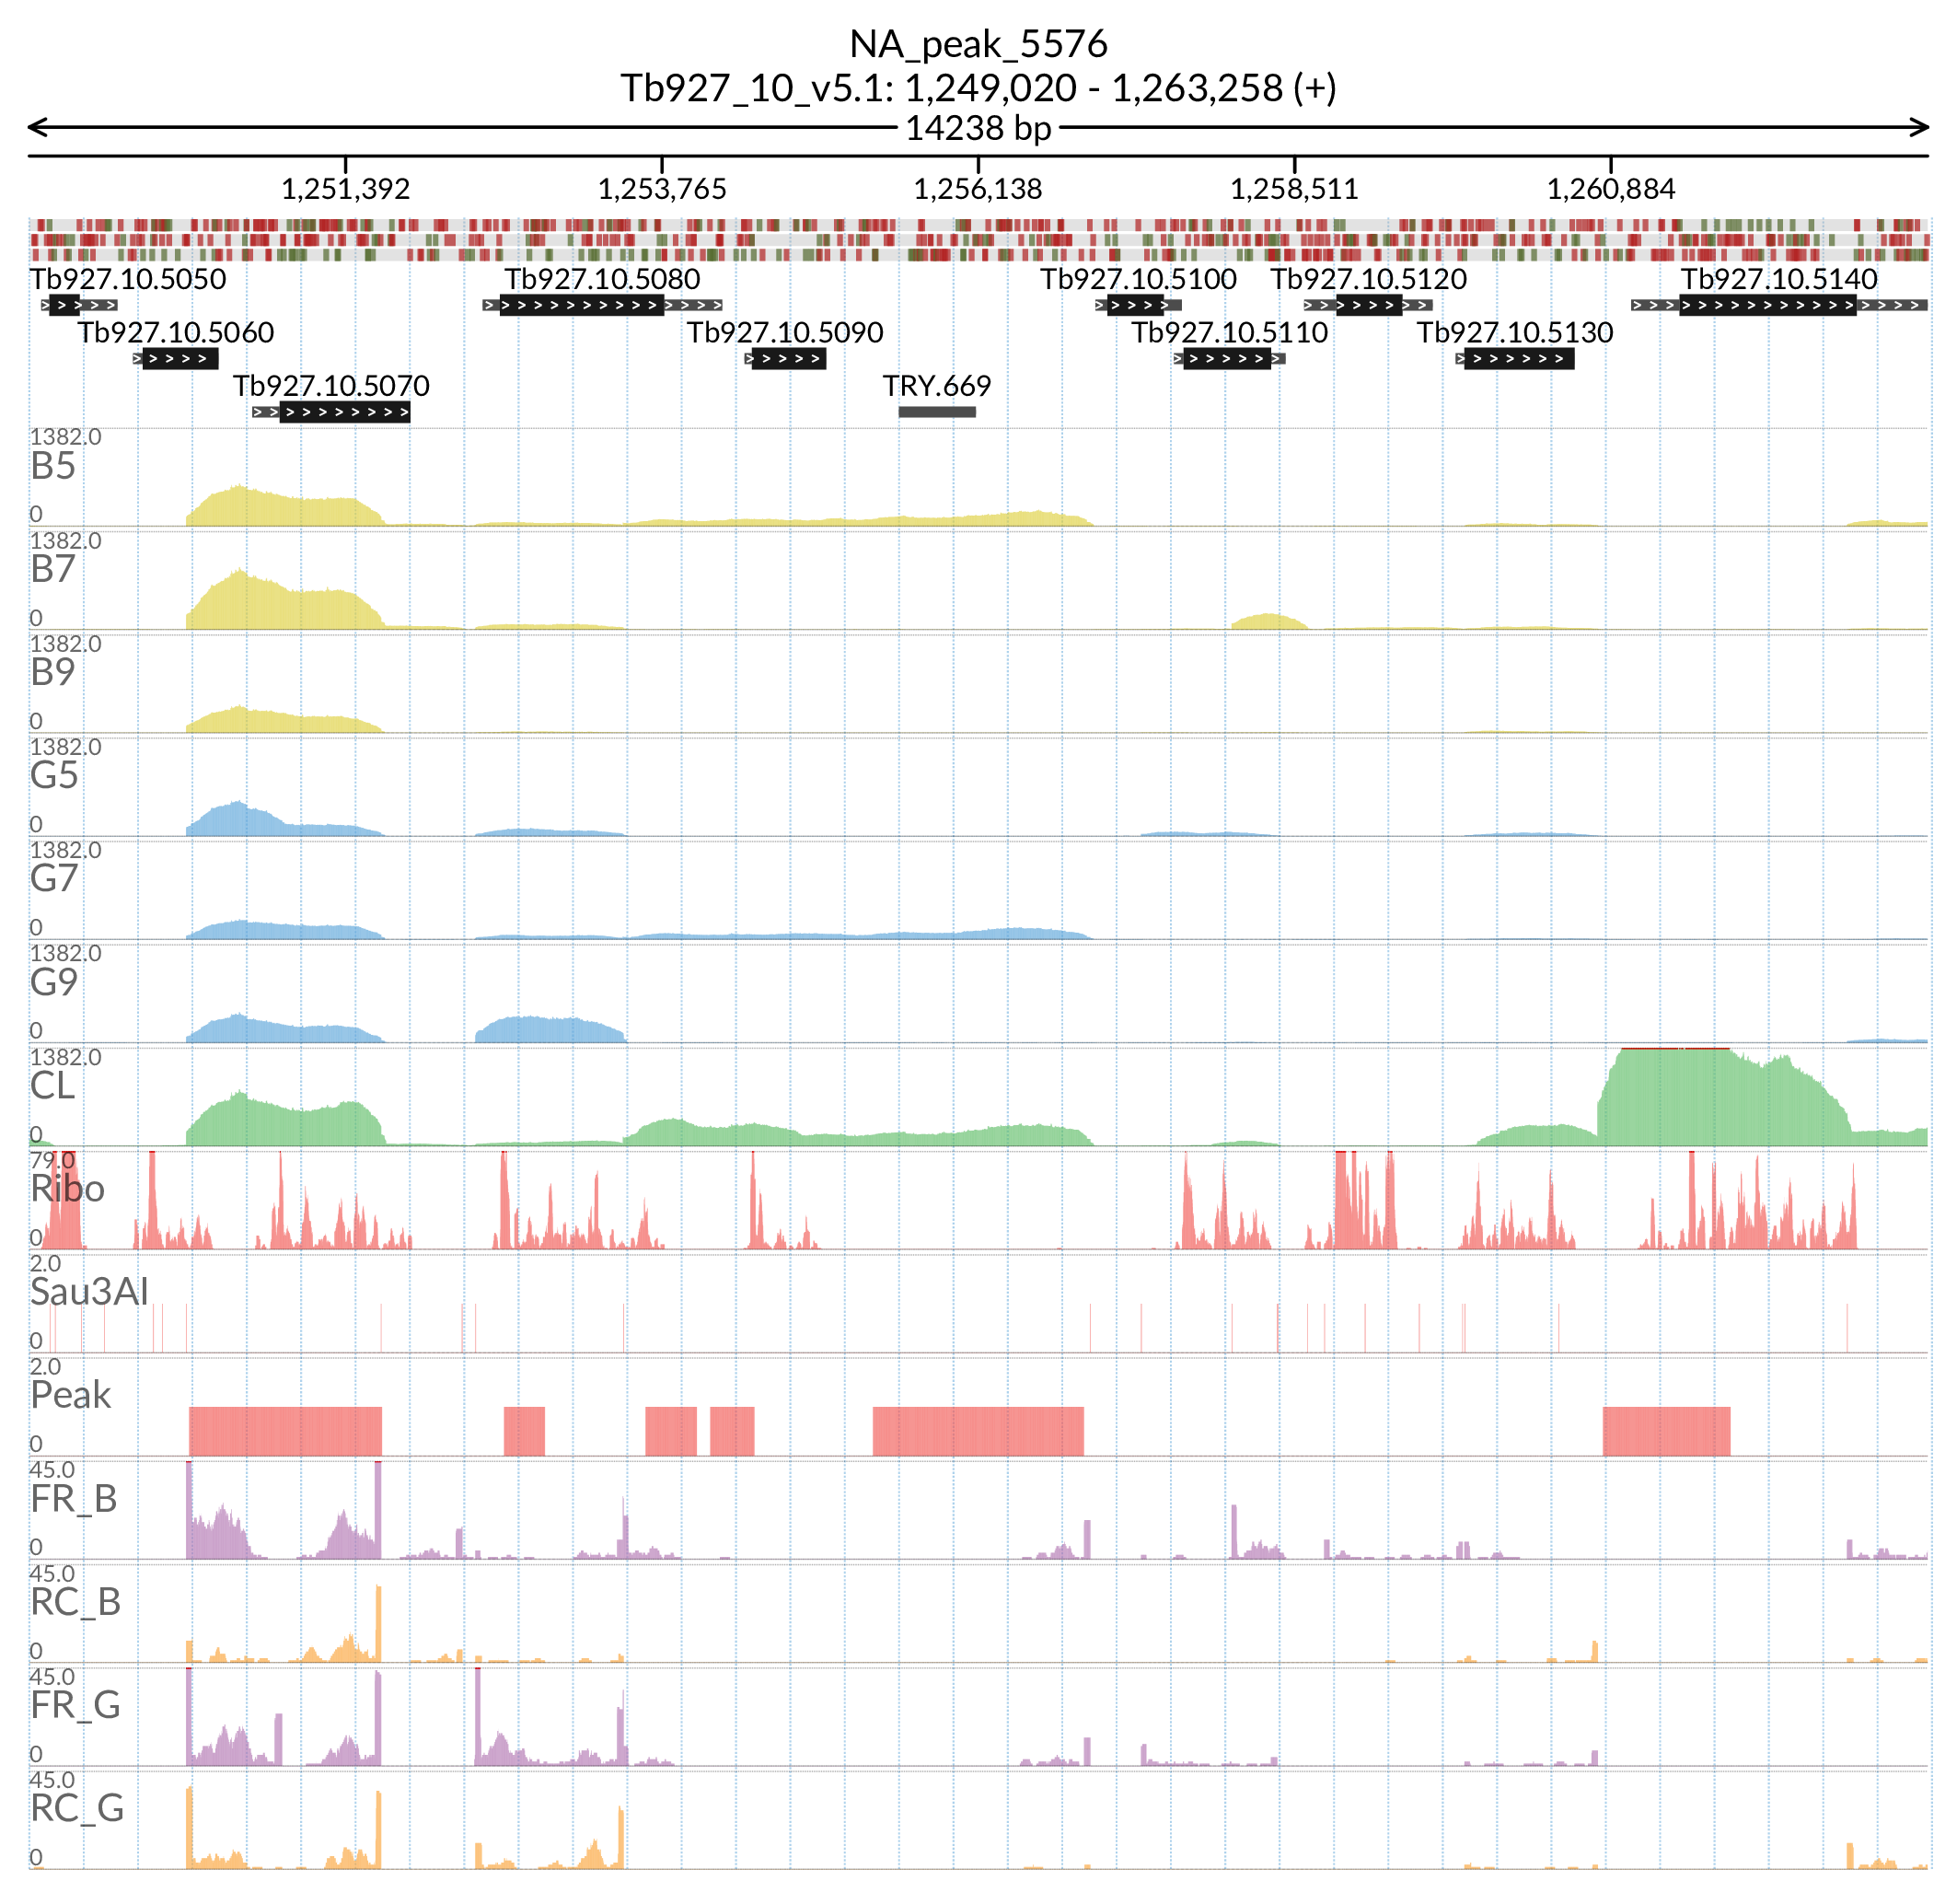 NA_peak_5576
Tb927_10_v5.1: 1,249,020 - 1,263,258 (+)
14238 bp
1,251,392 1,253,765 1,256,138 1,258,511 1,260,884
Tb927.10.5050 Tb927.10.5080 Tb927.10.5100 Tb927.10.5120 Tb927.10.5140
Tb927.10.5060 Tb927.10.5090 Tb927.10.5110 Tb927.10.5130
Tb927.10.5070 TRY.669
1382.0
B5
0
1382.0
B7
0
1382.0
B9
0
1382.0
G5
0
1382.0
G7
0
1382.0
G9
0
1382.0
CL
0
79.0
Ribo
0
2.0
Sau3AI
0
2.0
Peak
0
45.0
FR_B
0
45.0
RC_B
0
45.0
FR_G
0
45.0
RC_G
0